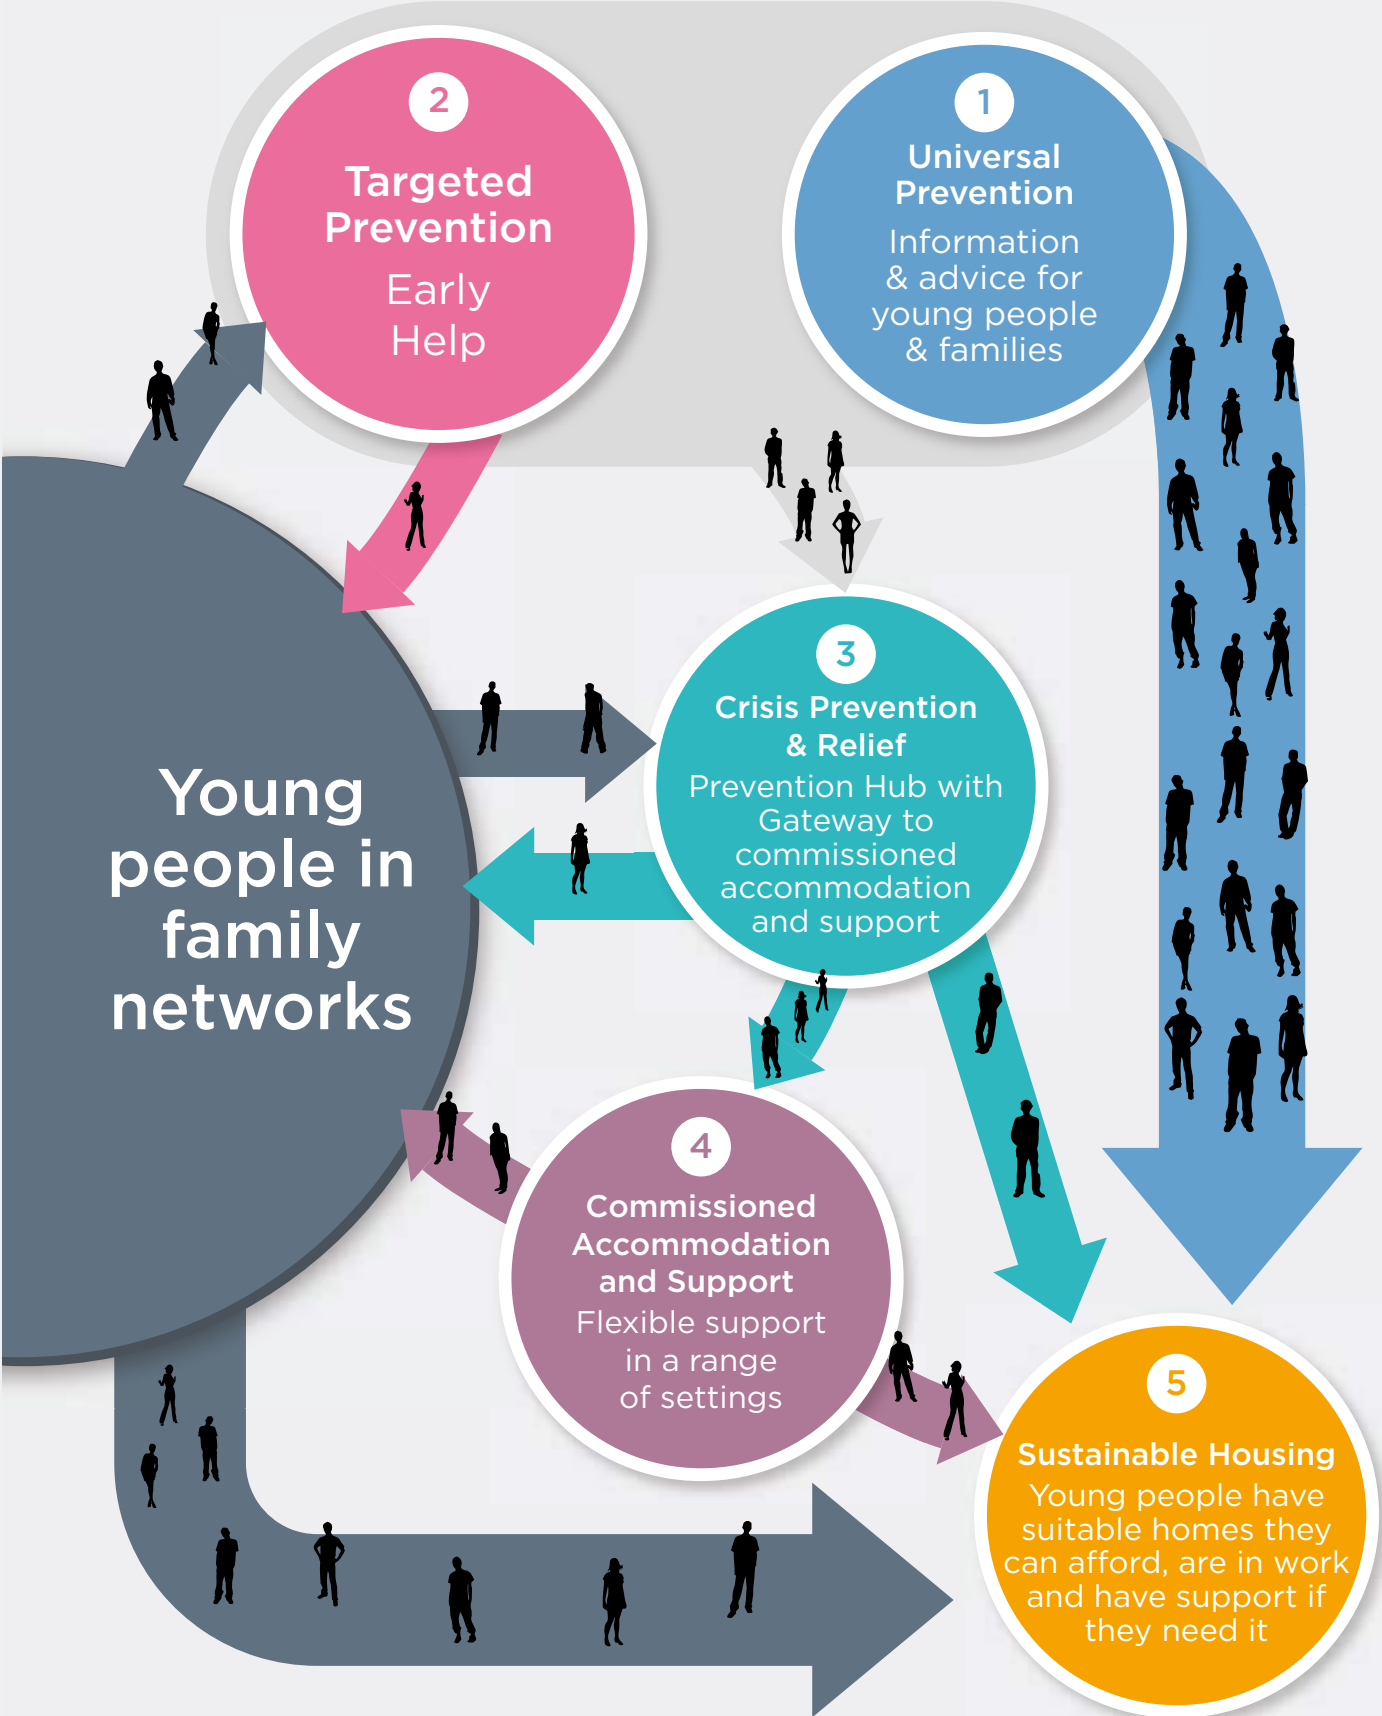 2
Targeted
Prevention
Early
Help
1
Universal
Prevention
Information
& advice for
young people
& families
3
Crisis Prevention
& Relief
Prevention Hub with
Gateway to
commissioned
accommodation
and support
Young
people in
family
networks
4
Commissioned
Accommodation
and Support
Flexible support
in a range
of settings
5
Sustainable Housing
Young people have
suitable homes they
can afford, are in work
and have support if
they need it